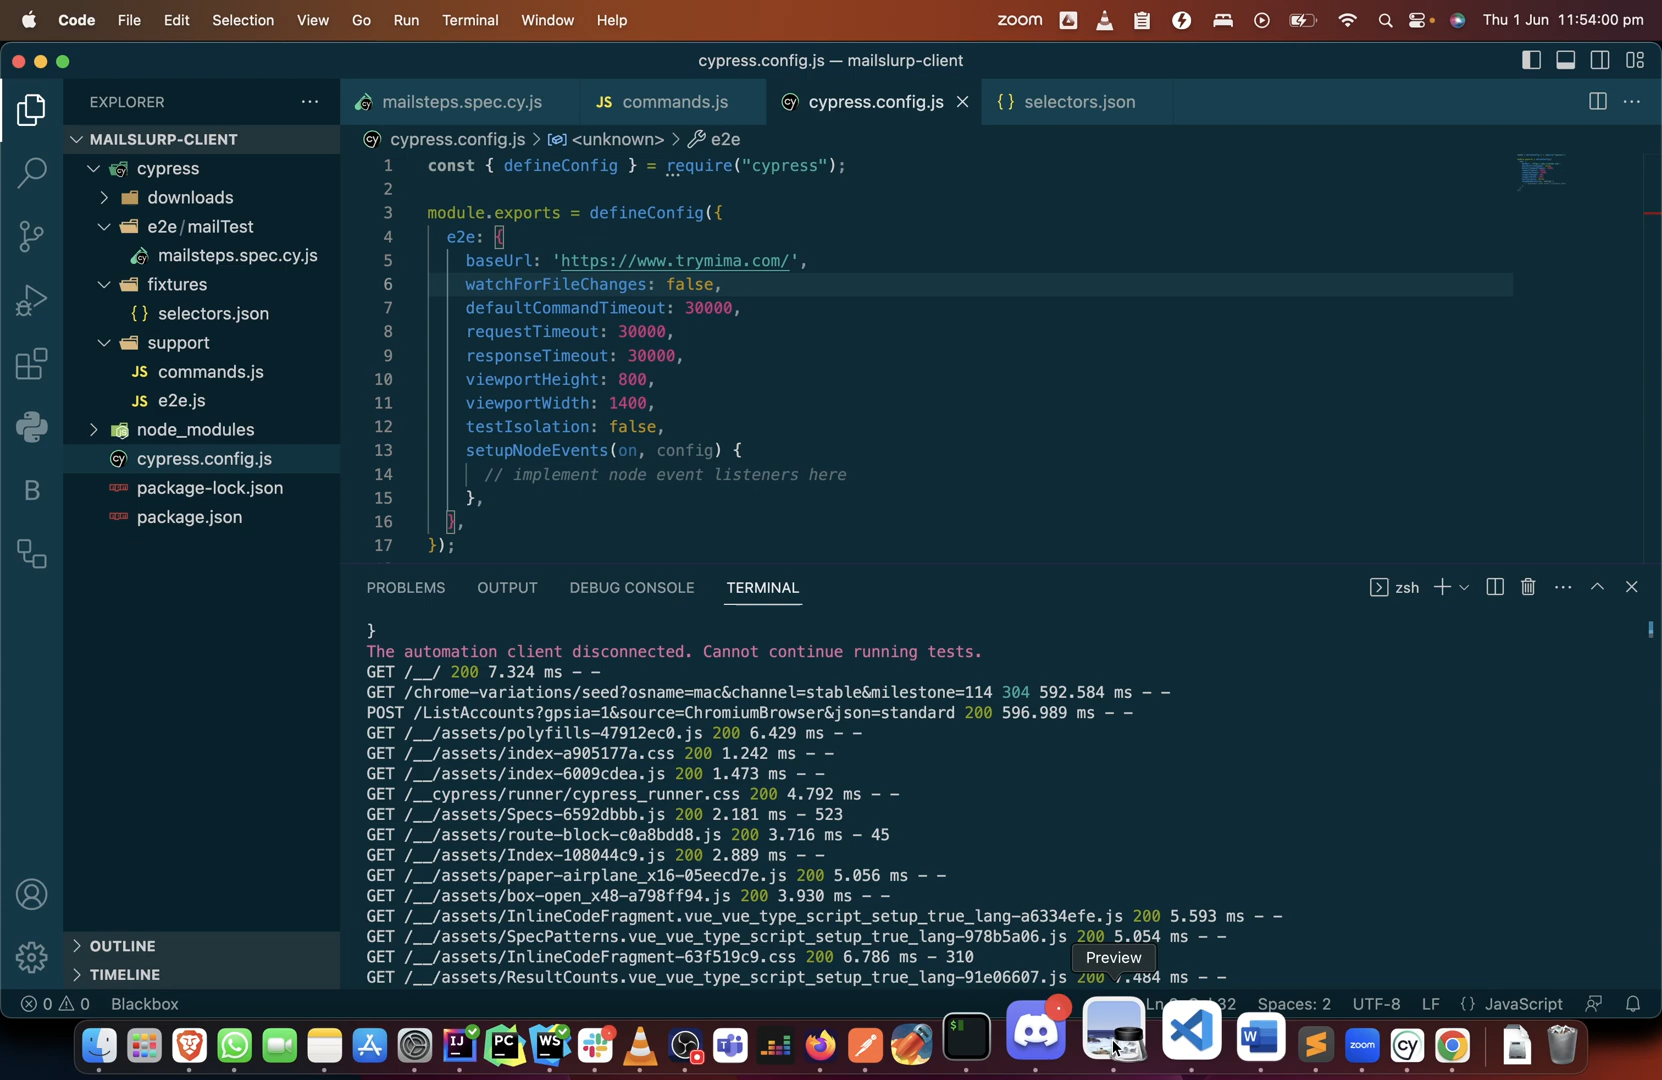 Code File Edit Selection View Go Run Terminal Window Help zoom Thu 1 Jun 11:54:00 pm
cypress.config.js — mailslurp-client
EXPLORER
MAILSLURP-CLIENT
cypress
downloads
e2e/mailTest
mailsteps.spec.cy.js
fixtures
{ } selectors.json
support
JS commands.js
JS e2e.js
node_modules
cypress.config.js
package-lock.json
package.json
B
OUTLINE
TIMELINE
mailsteps.spec.cy.js JS commands.js cy cypress.config.js { } selectors.json
cypress.config.js > <unknown> > e2e
1 const { defineConfig } = require("cypress");
2
3 module.exports = defineConfig({
4 e2e: {
5 baseUrl: 'https://www.trymima.com/',
6 watchForFileChanges: false,
7 defaultCommandTimeout: 30000,
8 requestTimeout: 30000,
9 responseTimeout: 30000,
10 viewportHeight: 800,
11 viewportWidth: 1400,
12 testIsolation: false,
13 setupNodeEvents(on, config) {
14 // implement node event listeners here
15 },
16 },
17 });
PROBLEMS OUTPUT DEBUG CONSOLE TERMINAL zsh
}
The automation client disconnected. Cannot continue running tests.
GET /__/ 200 7.324 ms - -
GET /chrome-variations/seed?osname=mac&channel=stable&milestone=114 304 592.584 ms - -
POST /ListAccounts?gpsia=1&source=ChromiumBrowser&json=standard 200 596.989 ms - -
GET /__/assets/polyfills-47912ec0.js 200 6.429 ms - -
GET /__/assets/index-a905177a.css 200 1.242 ms - -
GET /__/assets/index-6009cdea.js 200 1.473 ms - -
GET /__cypress/runner/cypress_runner.css 200 4.792 ms - -
GET /__/assets/Specs-6592dbbb.js 200 2.181 ms - 523
GET /__/assets/route-block-c0a8bdd8.js 200 3.716 ms - 45
GET /__/assets/Index-108044c9.js 200 2.889 ms - -
GET /__/assets/paper-airplane_x16-05eecd7e.js 200 5.056 ms - -
GET /__/assets/box-open_x48-a798ff94.js 200 3.930 ms - -
GET /__/assets/InlineCodeFragment.vue_vue_type_script_setup_true_lang-a6334efe.js 200 5.593 ms - -
GET /__/assets/SpecPatterns.vue_vue_type_script_setup_true_lang-978b5a06.js 200 5.054 ms - -
GET /__/assets/InlineCodeFragment-63f519c9.css 200 6.786 ms - 310
GET /__/assets/ResultCounts.vue_vue_type_script_setup_true_lang-91e06607.js 200 7.484 ms - -
Preview
0 0 Blackbox 32 Spaces: 2 UTF-8 LF { } JavaScript
IJ PC WS $ W zoom cy